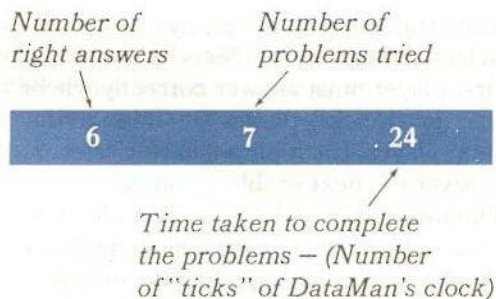 Number of
right answers
Number of
problems tried
6 7 24
Time taken to complete
the problems – (Number
of "ticks" of DataMan's clock)